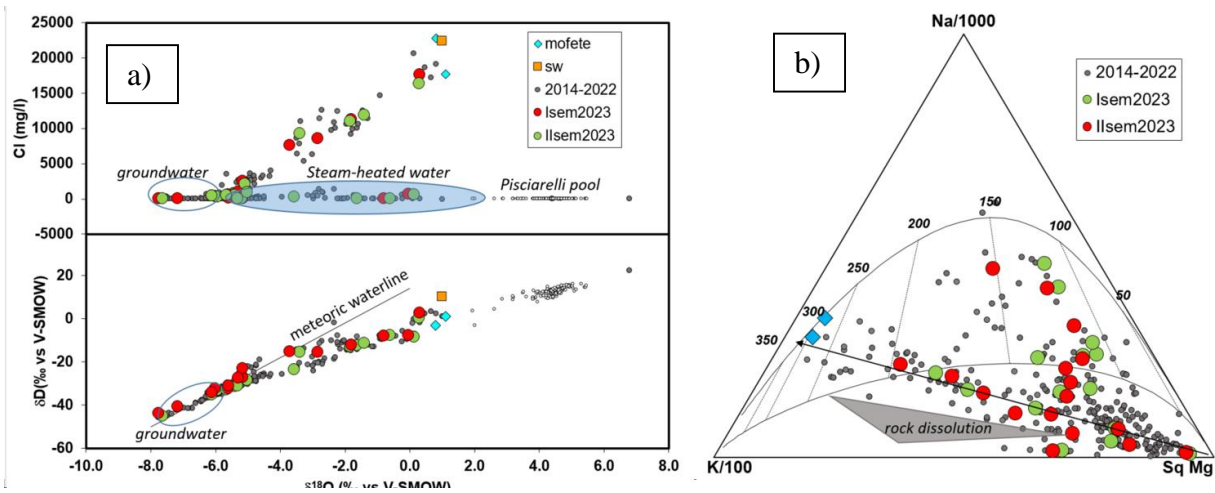 a)
Cl (mg/l)
25000
20000
15000
10000
5000
0
-5000
mofete
sw
2014-2022
Isem2023
IIsem2023
groundwater
Steam-heated water
Pisciarelli pool
δD(‰ vs V-SMOW)
20
0
-20
-40
-60
meteoric waterline
groundwater
-10.0 -8.0 -6.0 -4.0 -2.0 0.0 2.0 4.0 6.0 8.0
δ18O (‰ vs V-SMOW)
b)
Na/1000
2014-2022
Isem2023
IIsem2023
350
300
250
200
150
100
50
rock dissolution
K/100
Sq Mg